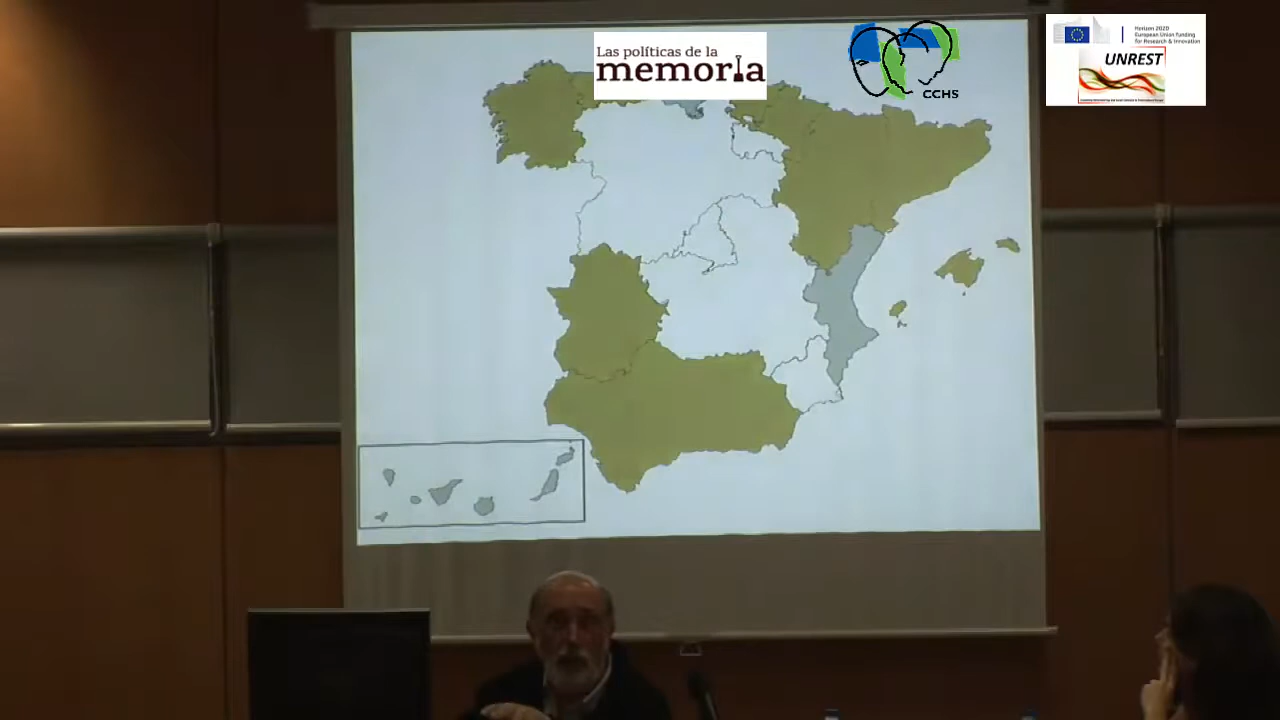 Las políticas de la
memoria
CCHS
Horizon 2020
European Union funding
for Research & Innovation
UNREST